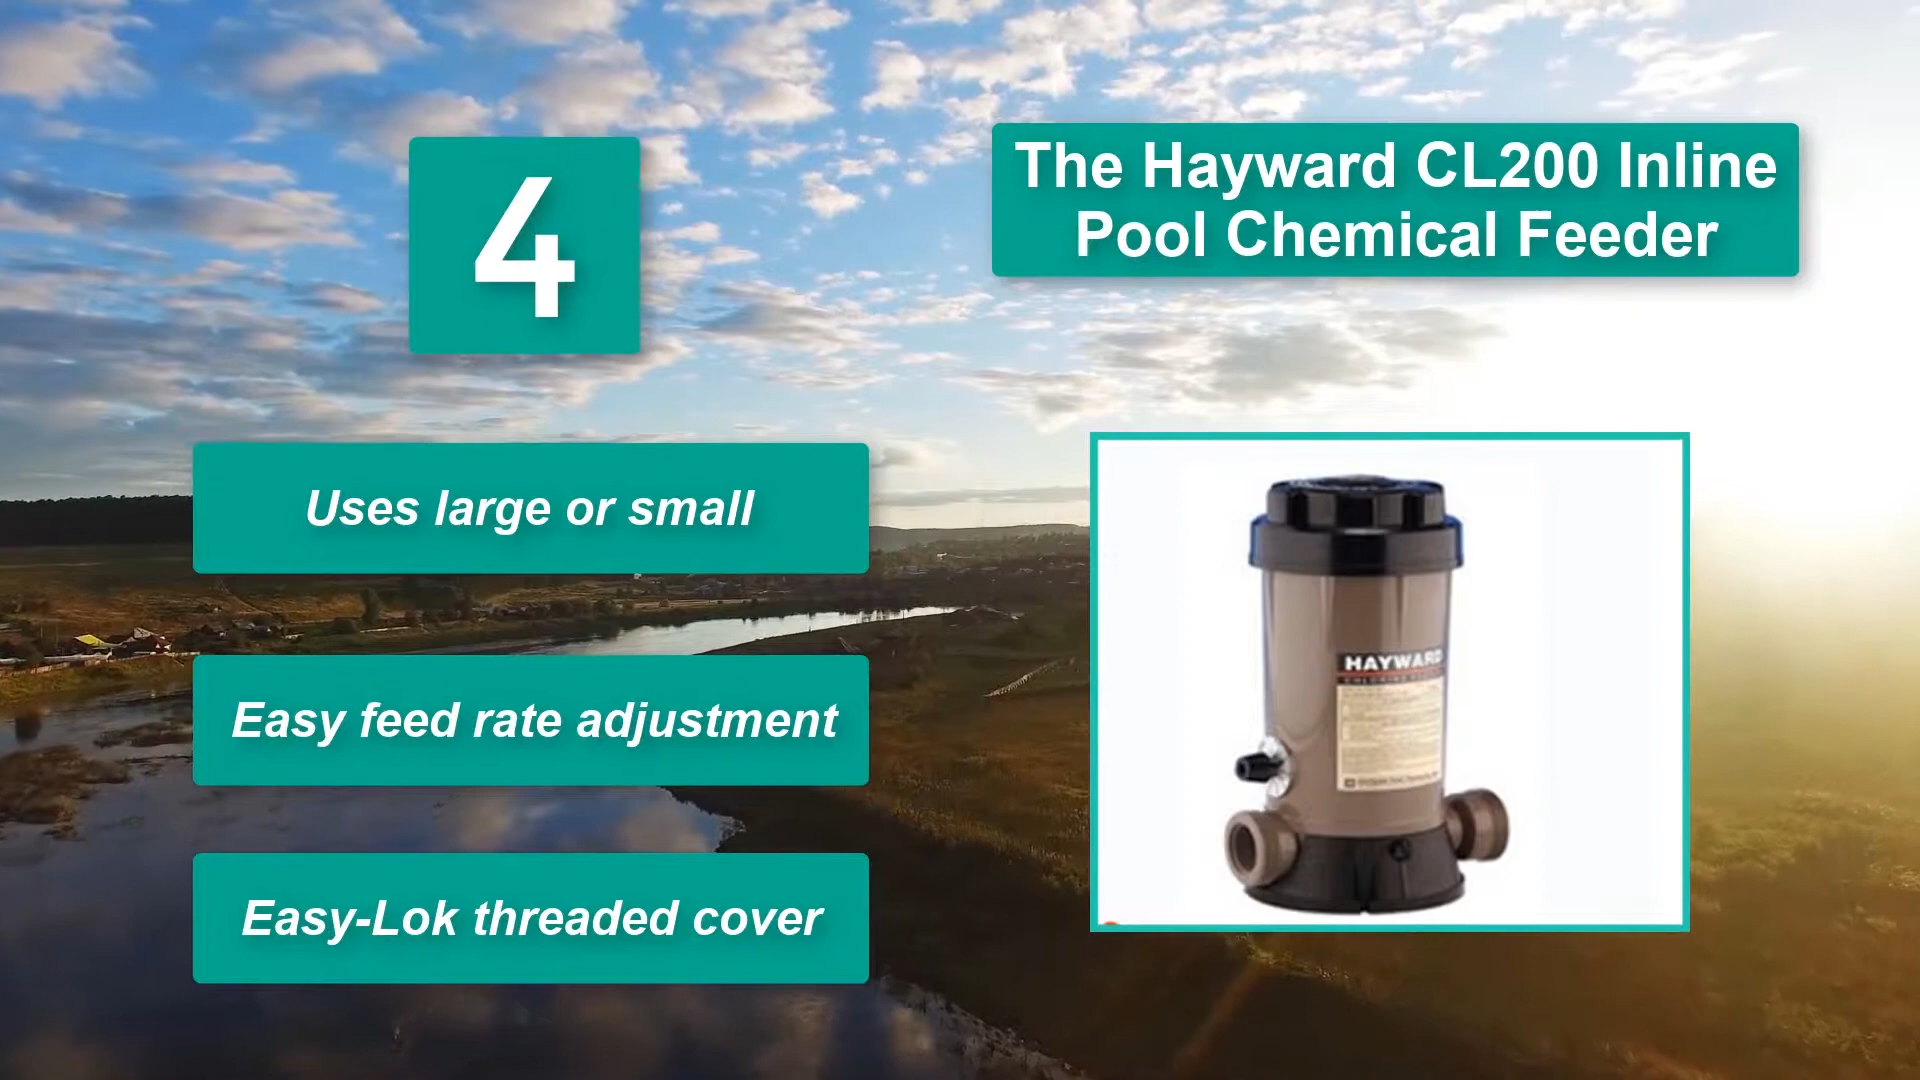 4
The Hayward CL200 Inline
Pool Chemical Feeder
Uses large or small
Easy feed rate adjustment
Easy-Lok threaded cover
HAYWARD